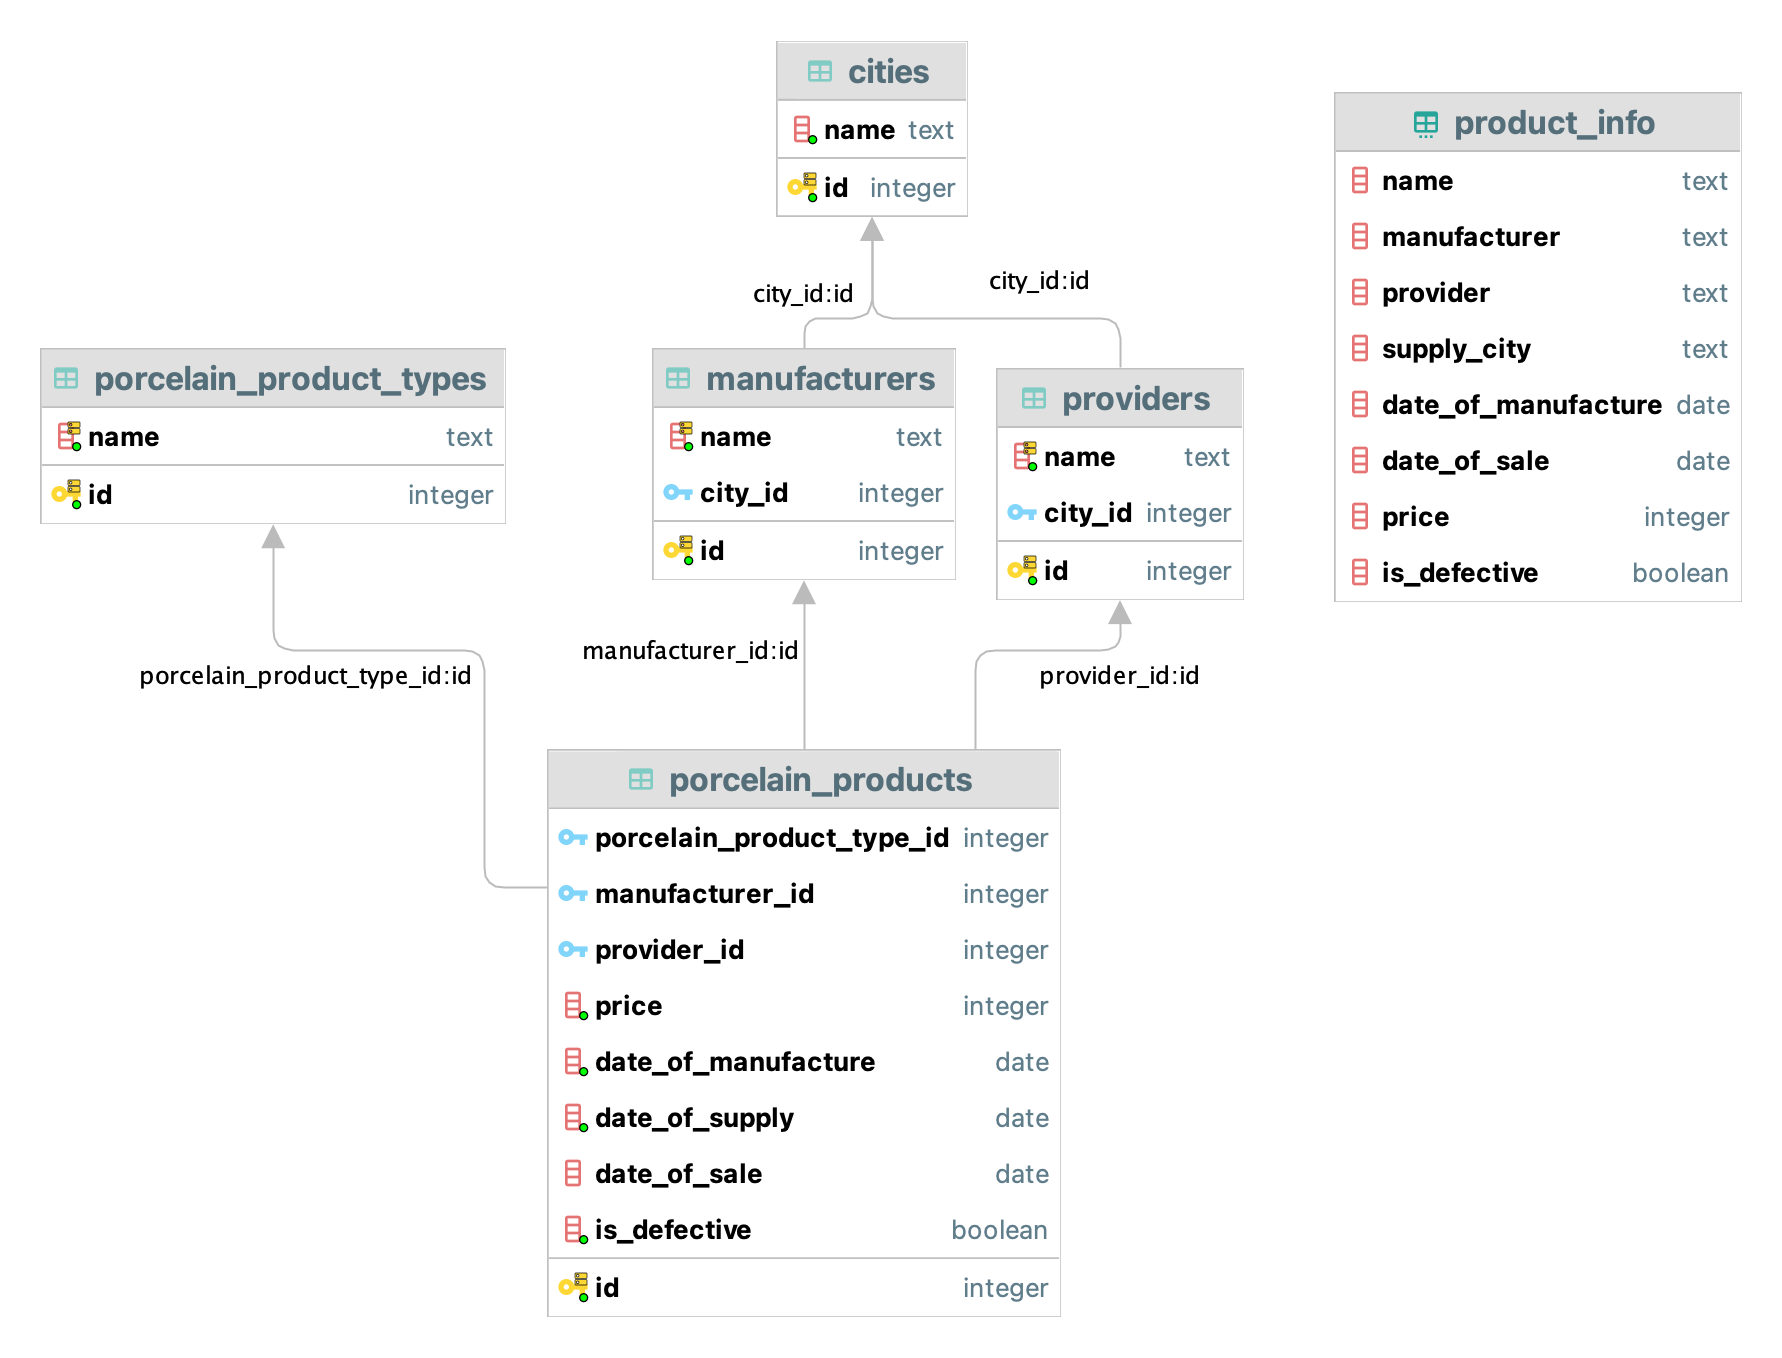 cities
name text
id integer
product_info
name text
manufacturer text
provider text
supply_city text
date_of_manufacture date
date_of_sale date
price integer
is_defective boolean
city_id:id
city_id:id
porcelain_product_types
name text
id integer
manufacturers
name text
city_id integer
id integer
providers
name text
city_id integer
id integer
porcelain_product_type_id:id
manufacturer_id:id
provider_id:id
porcelain_products
porcelain_product_type_id integer
manufacturer_id integer
provider_id integer
price integer
date_of_manufacture date
date_of_supply date
date_of_sale date
is_defective boolean
id integer